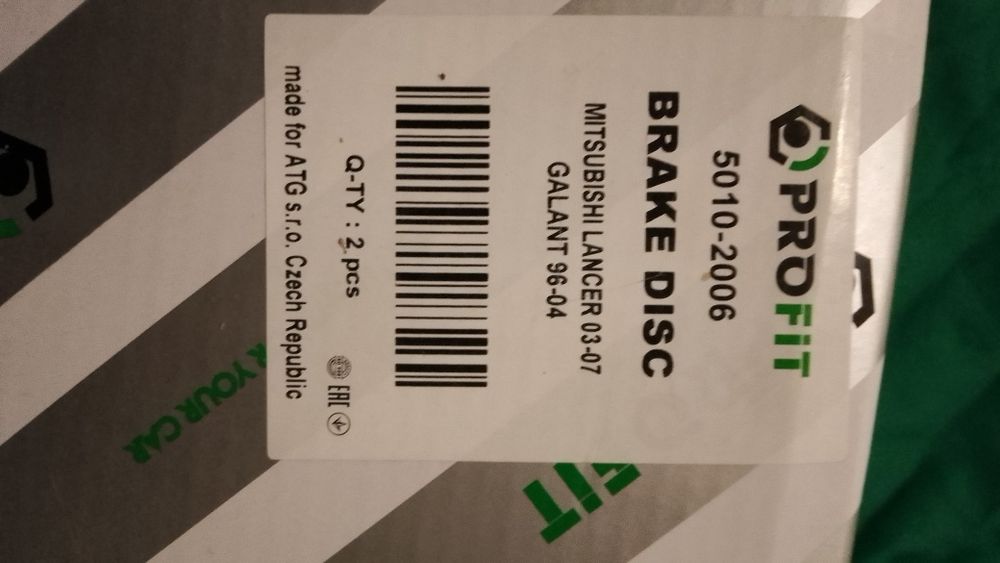 PROFiT
5010-2006
BRAKE DISC
MITSUBISHI LANCER 03-07
GALANT 96-04
Q-TY : 2 pcs
EAC
made for ATG s.r.o. Czech Republic
YOUR CAR
FiT